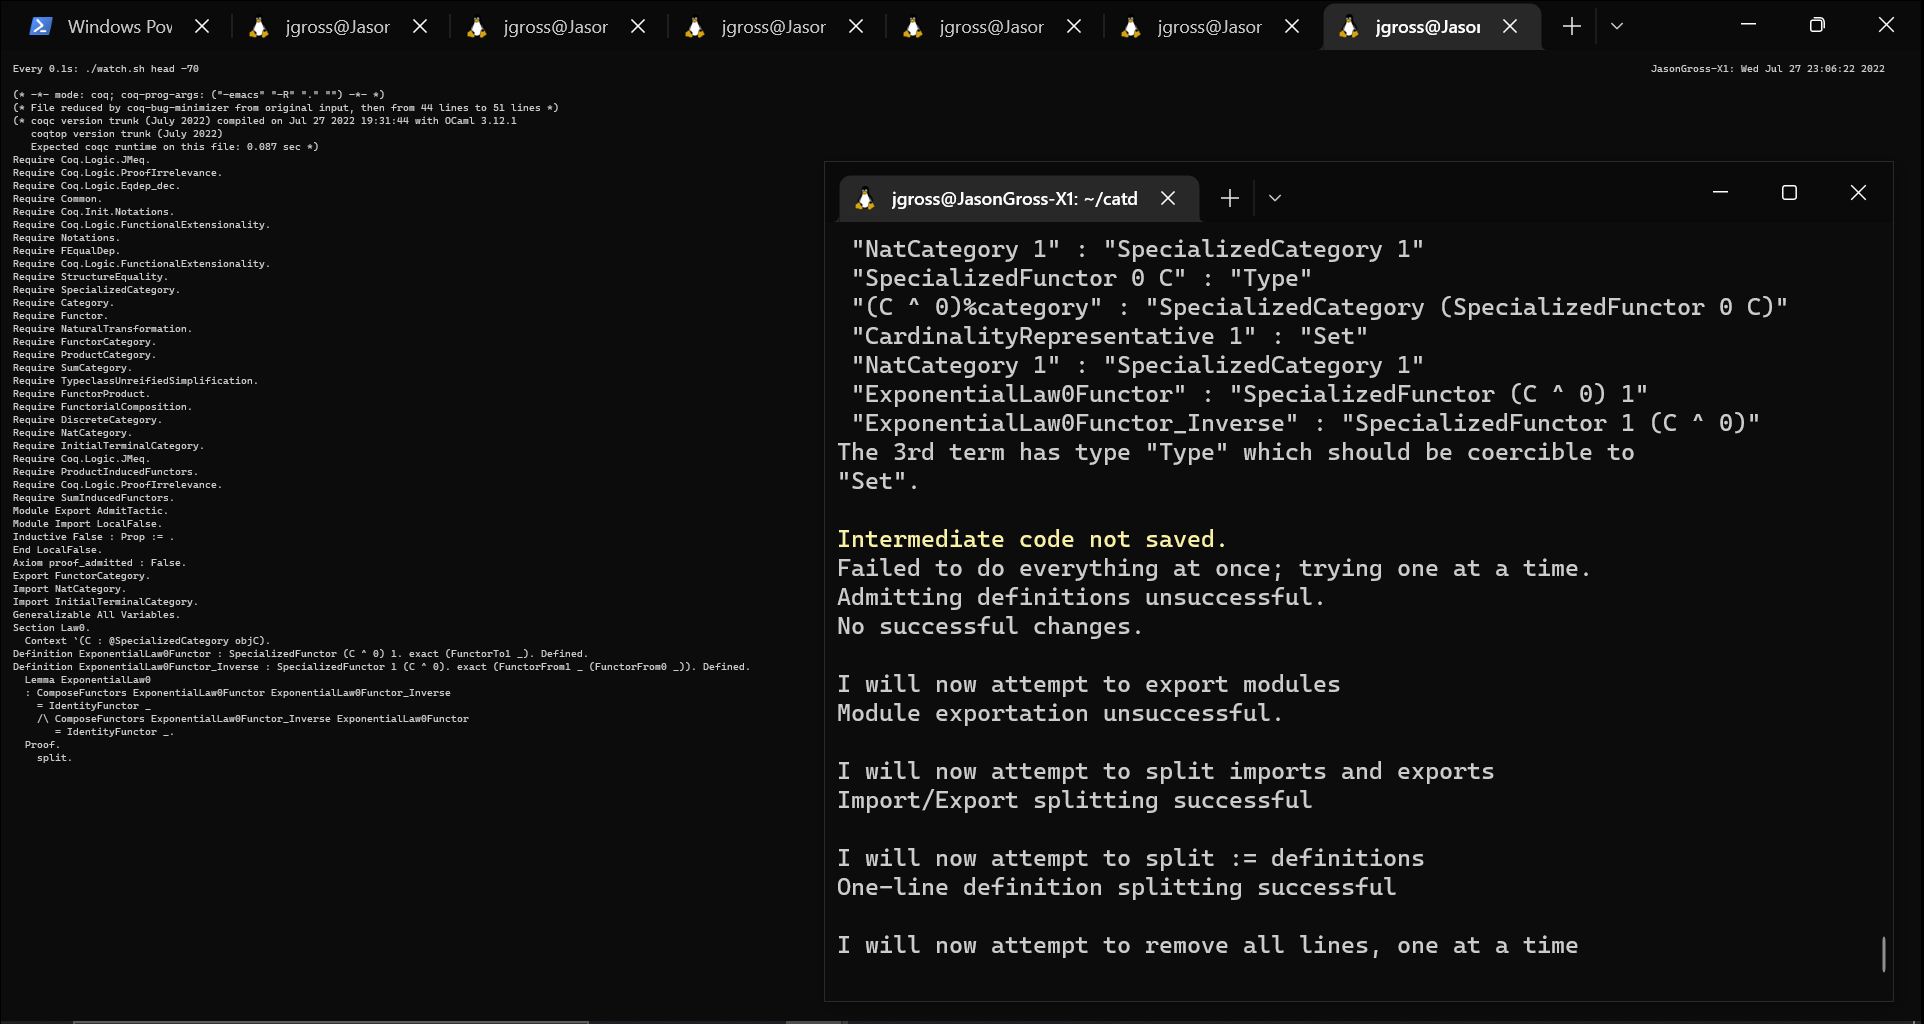 Windows Pov
jgross@Jasor
jgross@Jasor
jgross@Jasor
jgross@Jasor
jgross@Jasor
jgross@Jasor
Every 0.1s: ./watch.sh head -70
JasonGross-X1: Wed Jul 27 23:06:22 2022
(* -*- mode: coq; coq-prog-args: ("-emacs" "-R" "." "") -*- *)
(* File reduced by coq-bug-minimizer from original input, then from 44 lines to 51 lines *)
(* coqc version trunk (July 2022) compiled on Jul 27 2022 19:31:44 with OCaml 3.12.1
   coqtop version trunk (July 2022)
   Expected coqc runtime on this file: 0.087 sec *)
Require Coq.Logic.JMeq.
Require Coq.Logic.ProofIrrelevance.
Require Coq.Logic.Eqdep_dec.
Require Common.
Require Coq.Init.Notations.
Require Coq.Logic.FunctionalExtensionality.
Require Notations.
Require FEqualDep.
Require Coq.Logic.FunctionalExtensionality.
Require StructureEquality.
Require SpecializedCategory.
Require Category.
Require Functor.
Require NaturalTransformation.
Require FunctorCategory.
Require ProductCategory.
Require SumCategory.
Require TypeclassUnreifiedSimplification.
Require FunctorProduct.
Require FunctorialComposition.
Require DiscreteCategory.
Require NatCategory.
Require InitialTerminalCategory.
Require Coq.Logic.JMeq.
Require ProductInducedFunctors.
Require Coq.Logic.ProofIrrelevance.
Require SumInducedFunctors.
Module Export AdmitTactic.
Module Import LocalFalse.
Inductive False : Prop := .
End LocalFalse.
Axiom proof_admitted : False.
Export FunctorCategory.
Import NatCategory.
Import InitialTerminalCategory.
Generalizable All Variables.
Section Law0.
  Context `(C : @SpecializedCategory objC).
Definition ExponentialLaw0Functor : SpecializedFunctor (C ^ 0) 1. exact (FunctorTo1 _). Defined.
Definition ExponentialLaw0Functor_Inverse : SpecializedFunctor 1 (C ^ 0). exact (FunctorFrom1 _ (FunctorFrom0 _)). Defined.
  Lemma ExponentialLaw0
  : ComposeFunctors ExponentialLaw0Functor ExponentialLaw0Functor_Inverse
    = IdentityFunctor _
    /\ ComposeFunctors ExponentialLaw0Functor_Inverse ExponentialLaw0Functor
       = IdentityFunctor _.
  Proof.
    split.
jgross@JasonGross-X1: ~/catd
 "NatCategory 1" : "SpecializedCategory 1"
 "SpecializedFunctor 0 C" : "Type"
 "(C ^ 0)%category" : "SpecializedCategory (SpecializedFunctor 0 C)"
 "CardinalityRepresentative 1" : "Set"
 "NatCategory 1" : "SpecializedCategory 1"
 "ExponentialLaw0Functor" : "SpecializedFunctor (C ^ 0) 1"
 "ExponentialLaw0Functor_Inverse" : "SpecializedFunctor 1 (C ^ 0)"
The 3rd term has type "Type" which should be coercible to
"Set".
Intermediate code not saved.
Failed to do everything at once; trying one at a time.
Admitting definitions unsuccessful.
No successful changes.
I will now attempt to export modules
Module exportation unsuccessful.
I will now attempt to split imports and exports
Import/Export splitting successful
I will now attempt to split := definitions
One-line definition splitting successful
I will now attempt to remove all lines, one at a time